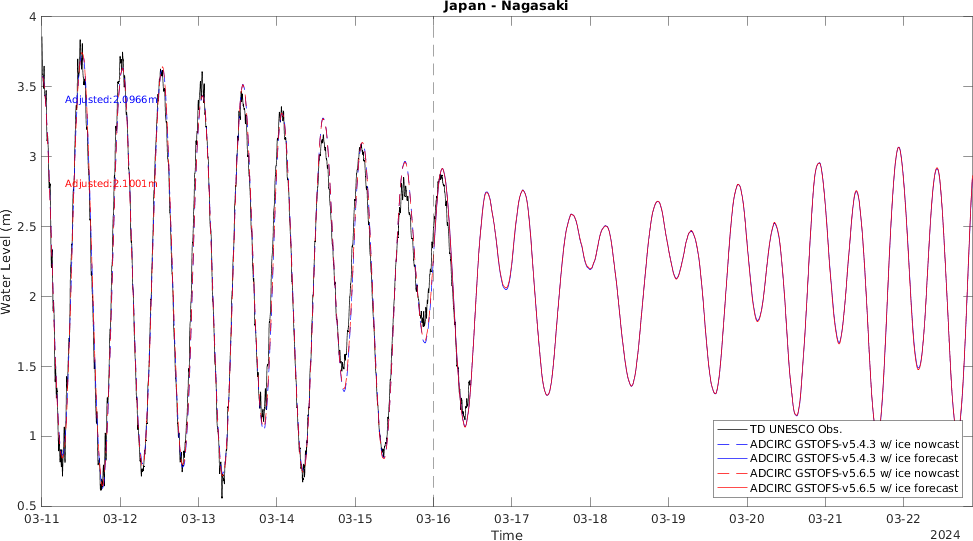 Japan - Nagasaki
4
3.5
3
2.5
2
1.5
1
0.5
Water Level (m)
Adjusted:2.0966m
Adjusted:2.1001m
TD UNESCO Obs.
ADCIRC GSTOFS-v5.4.3 w/ ice nowcast
ADCIRC GSTOFS-v5.4.3 w/ ice forecast
ADCIRC GSTOFS-v5.6.5 w/ ice nowcast
ADCIRC GSTOFS-v5.6.5 w/ ice forecast
03-11 03-12 03-13 03-14 03-15 03-16 03-17 03-18 03-19 03-20 03-21 03-22
Time
2024